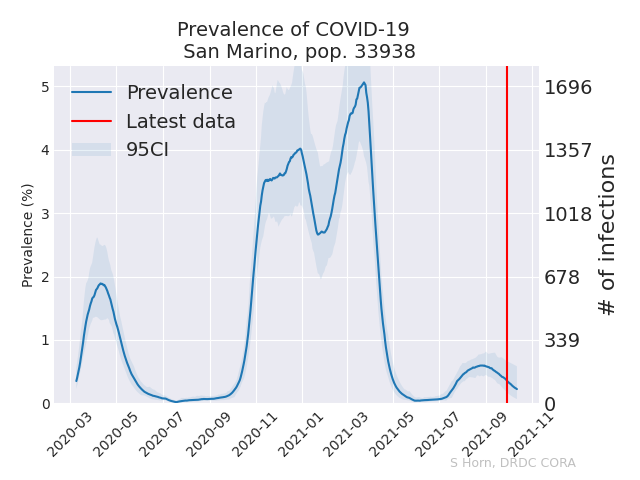 Prevalence of COVID-19
San Marino, pop. 33938
Prevalence
Latest data
95CI
Prevalence (%)
5
4
3
2
1
0
1696
1357
1018
678
339
0
# of infections
2020-03
2020-05
2020-07
2020-09
2020-11
2021-01
2021-03
2021-05
2021-07
2021-09
2021-11
S Horn, DRDC CORA